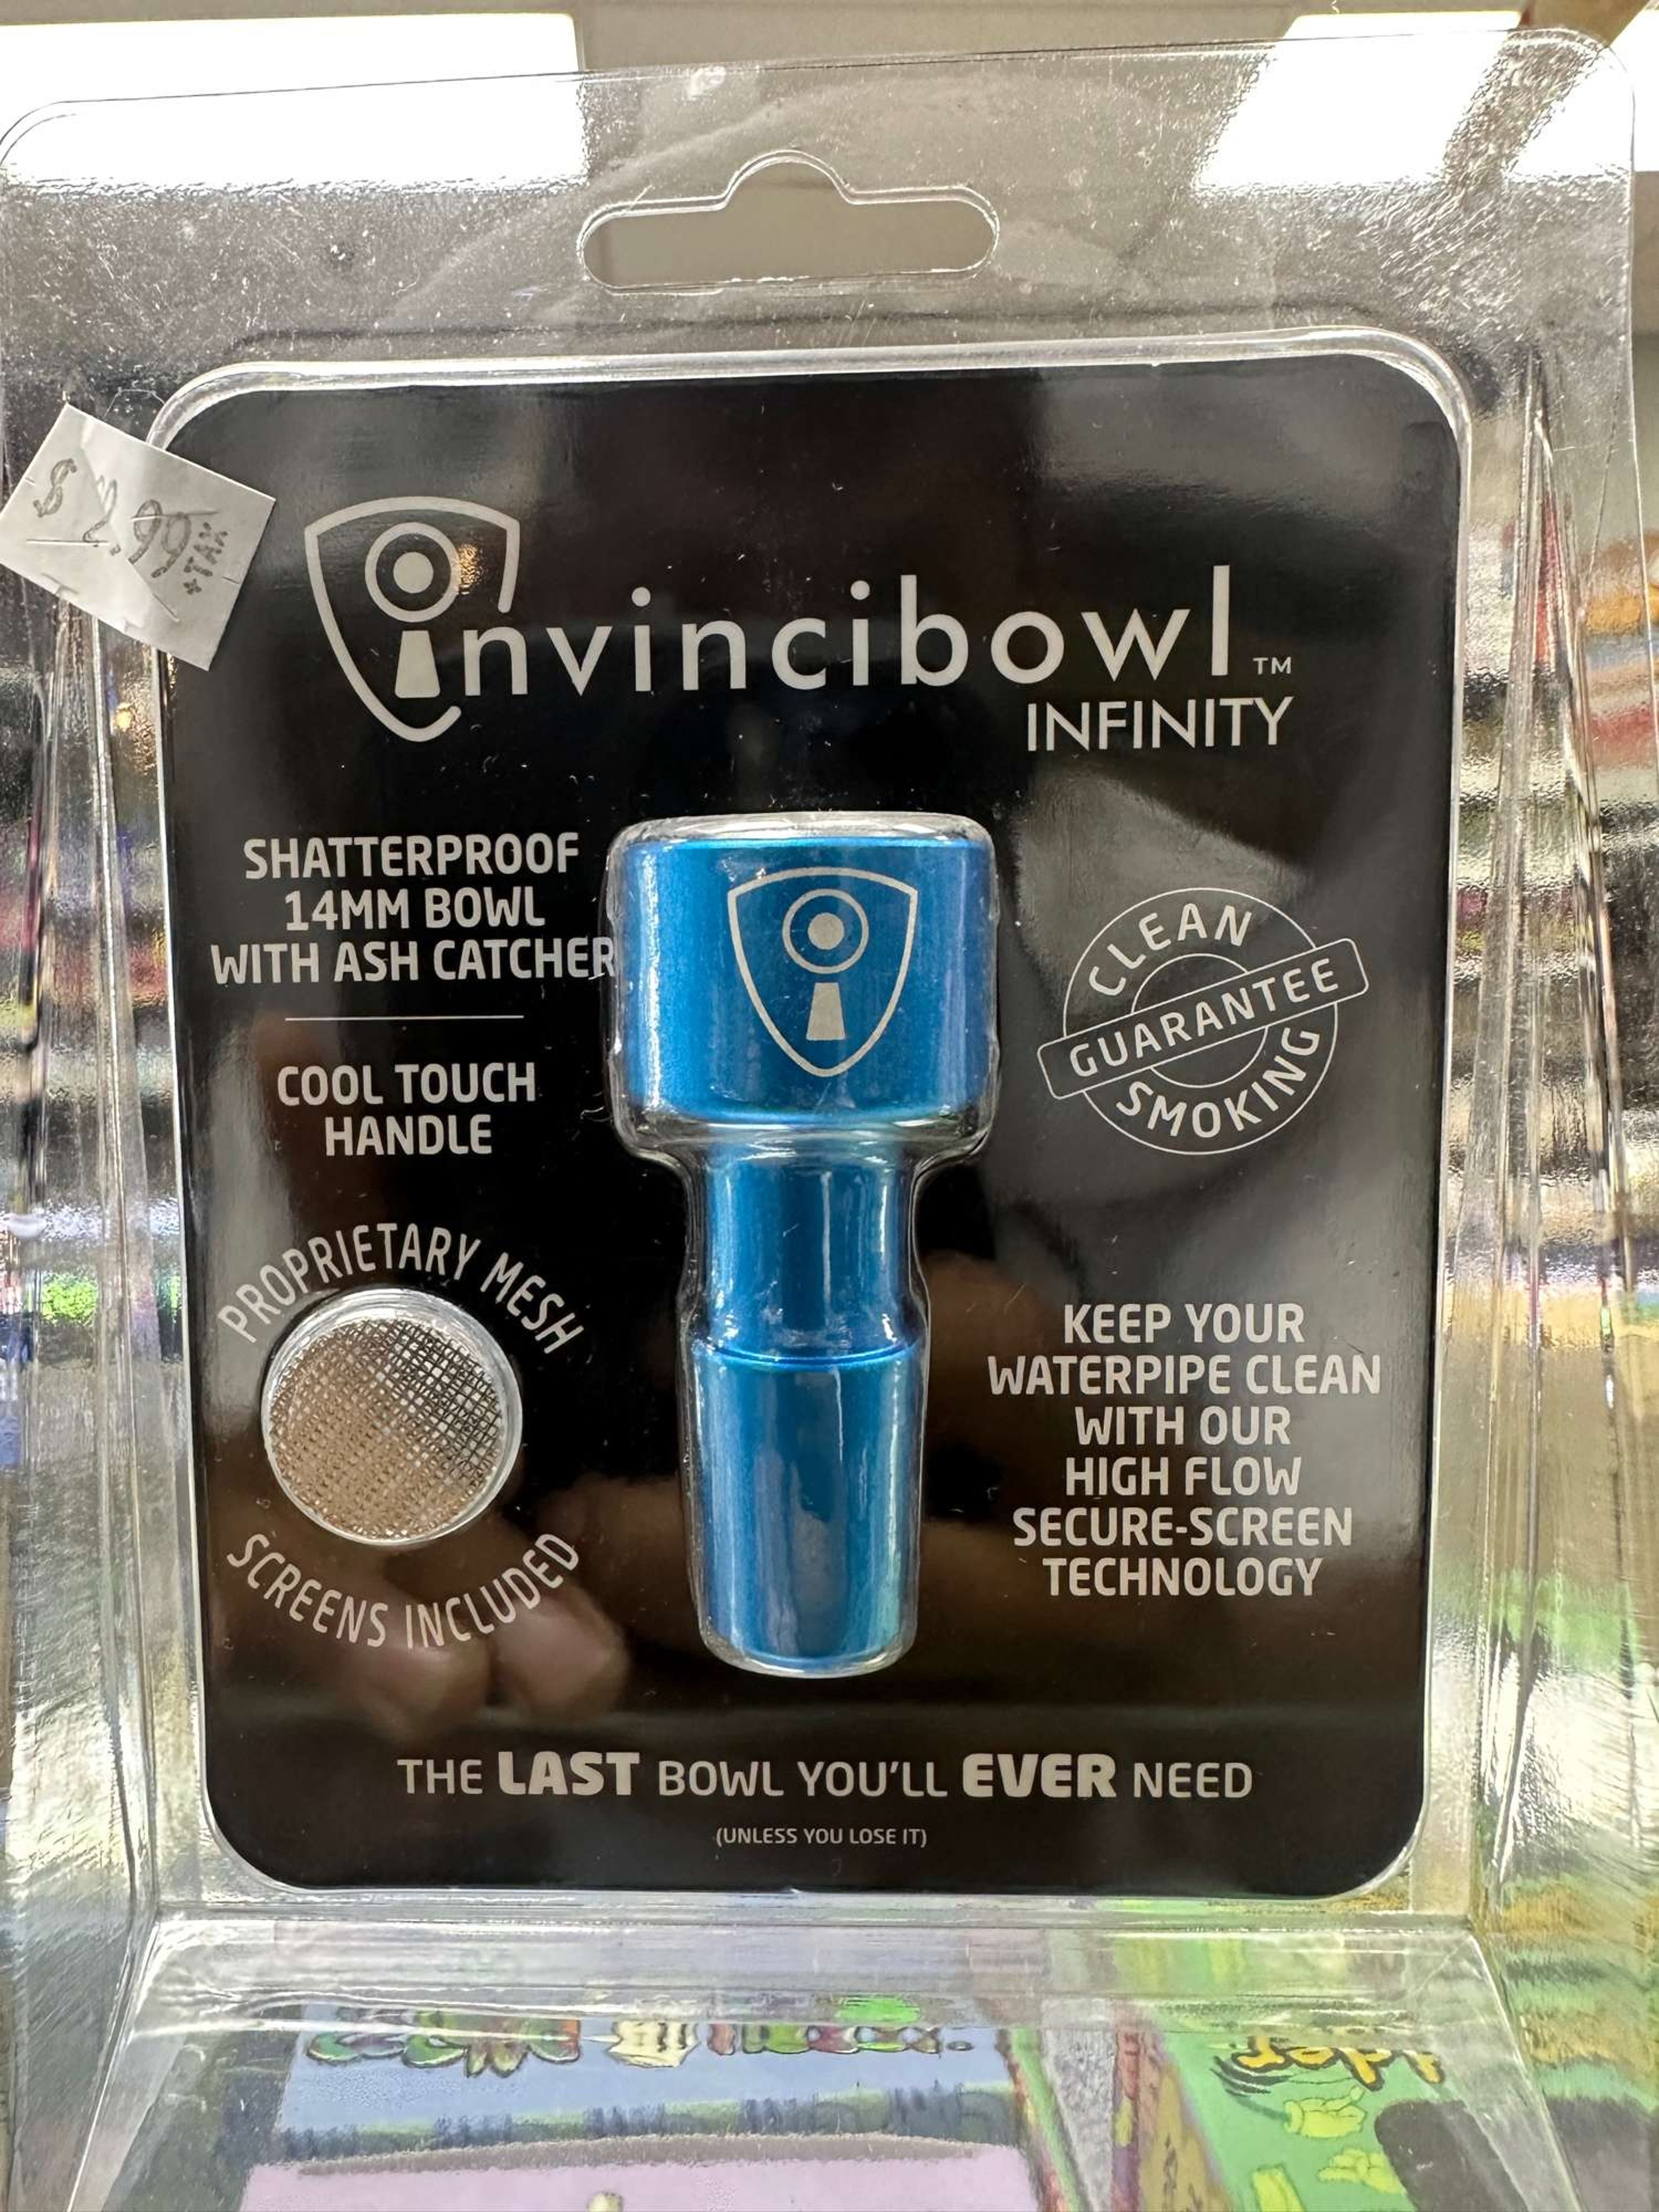 $2.99
+TAX
invincibowl™
INFINITY
SHATTERPROOF
14MM BOWL
WITH ASH CATCHER
COOL TOUCH
HANDLE
PROPRIETARY MESH
SCREENS INCLUDED
CLEAN
GUARANTEE
SMOKING
KEEP YOUR
WATERPIPE CLEAN
WITH OUR
HIGH FLOW
SECURE-SCREEN
TECHNOLOGY
THE LAST BOWL YOU'LL EVER NEED
(UNLESS YOU LOSE IT)